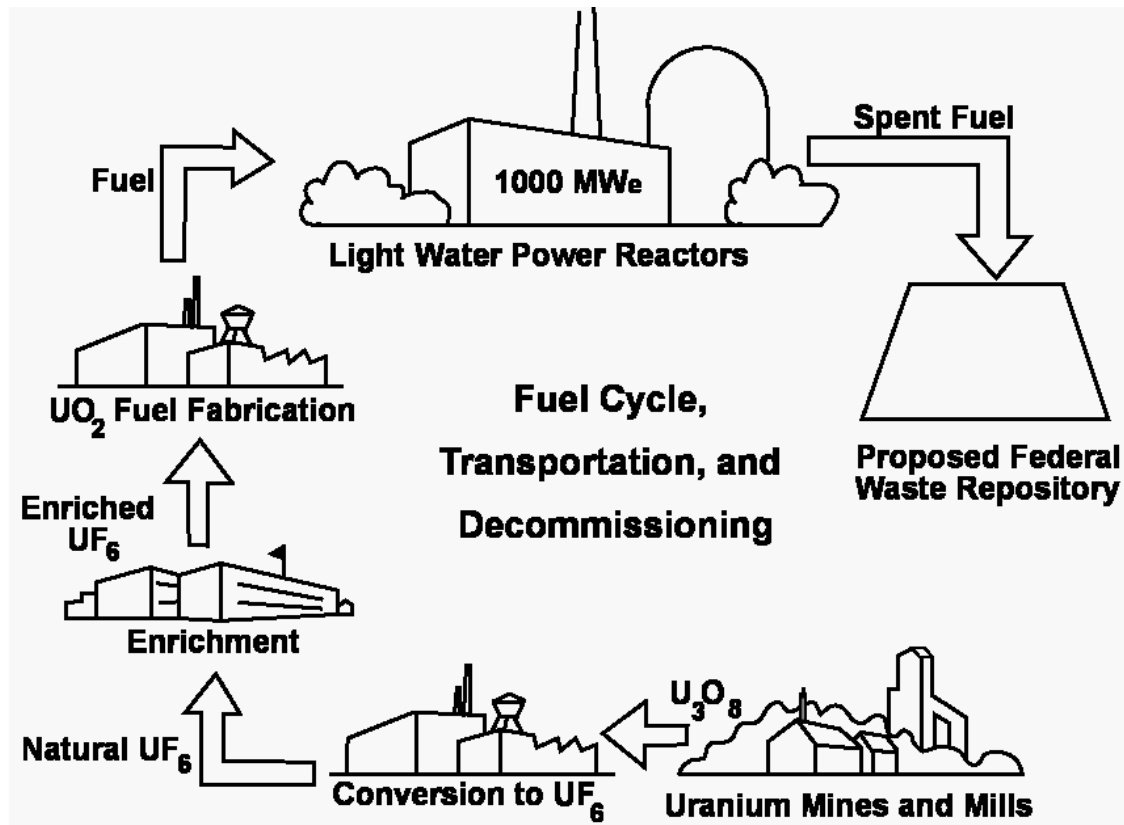 Spent Fuel
Fuel
1000 MWe
Light Water Power Reactors
UO₂ Fuel Fabrication
Fuel Cycle,
Transportation, and
Decommissioning
Proposed Federal
Waste Repository
Enriched
UF₆
Enrichment
U₃O₈
Natural UF₆
Conversion to UF₆
Uranium Mines and Mills